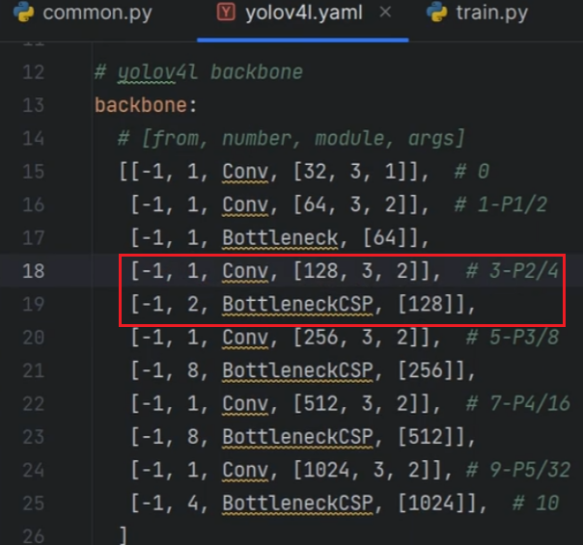 common.py
yolov4l.yaml
train.py
11
12 # yolov4l backbone
13 backbone:
14 # [from, number, module, args]
15 [[-1, 1, Conv, [32, 3, 1]], # 0
16 [-1, 1, Conv, [64, 3, 2]], # 1-P1/2
17 [-1, 1, Bottleneck, [64]],
18 [-1, 1, Conv, [128, 3, 2]], # 3-P2/4
19 [-1, 2, BottleneckCSP, [128]],
20 [-1, 1, Conv, [256, 3, 2]], # 5-P3/8
21 [-1, 8, BottleneckCSP, [256]],
22 [-1, 1, Conv, [512, 3, 2]], # 7-P4/16
23 [-1, 8, BottleneckCSP, [512]],
24 [-1, 1, Conv, [1024, 3, 2]], # 9-P5/32
25 [-1, 4, BottleneckCSP, [1024]], # 10
26 ]